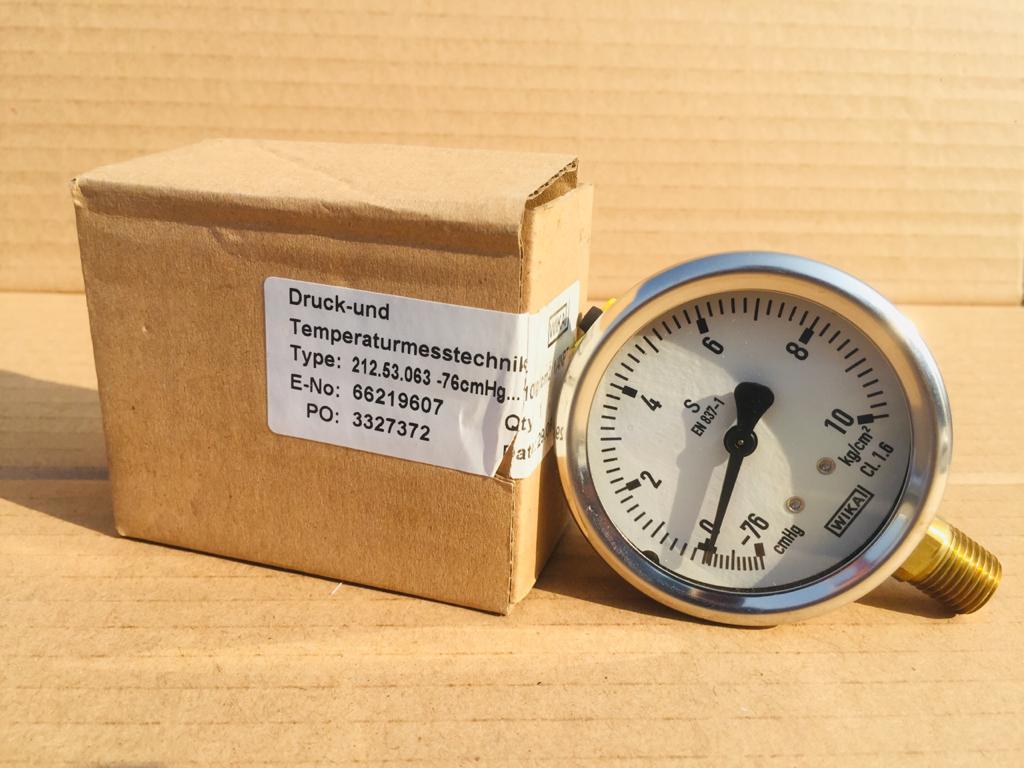 Druck-und
Temperaturmesstechnik
Type: 212.53.063 -76cmHg...
E-No: 66219607
PO: 3327372
Qty
WIKA
0
2
4
6
8
10
S
EN 837-1
kg/cm²
Cl. 1.6
WIKA
-76
cmHg